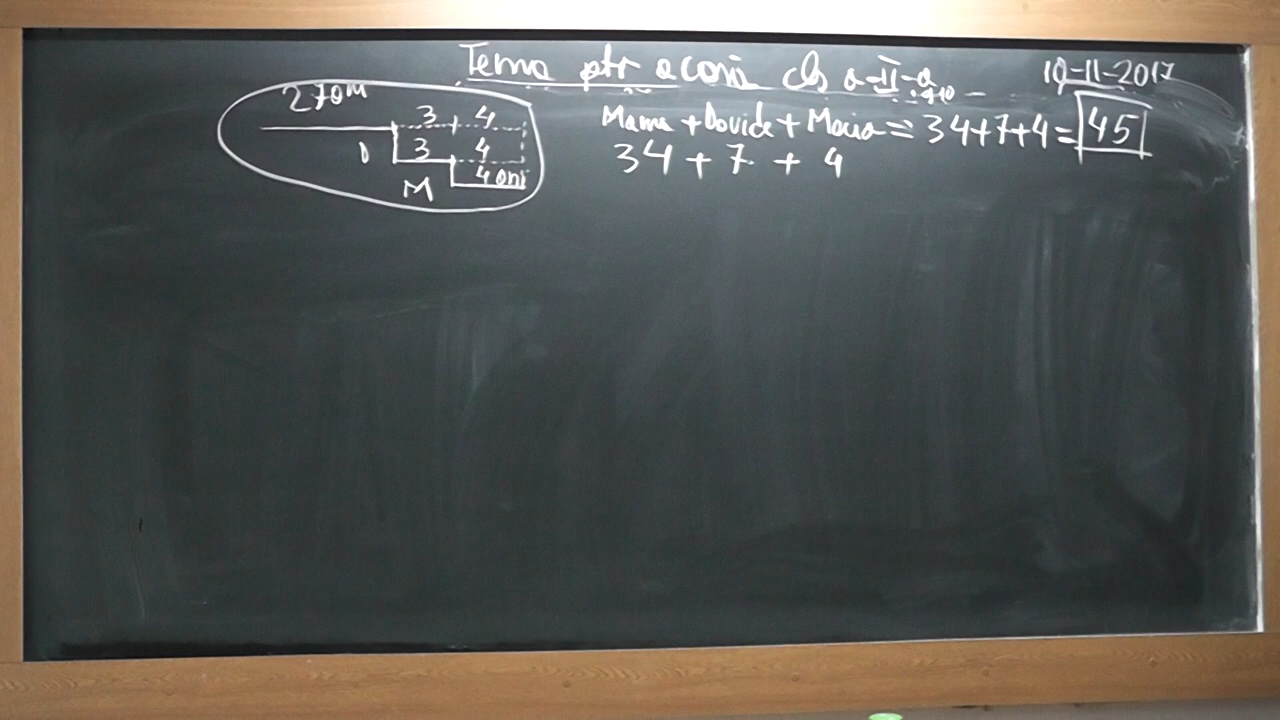 Tema ptr acasă cls a-II-a 10-11-2017
270m
3 4
D 3 4
M 4 ani
Mama + Davide + Maria = 34+7+4= 45
34 + 7 + 4